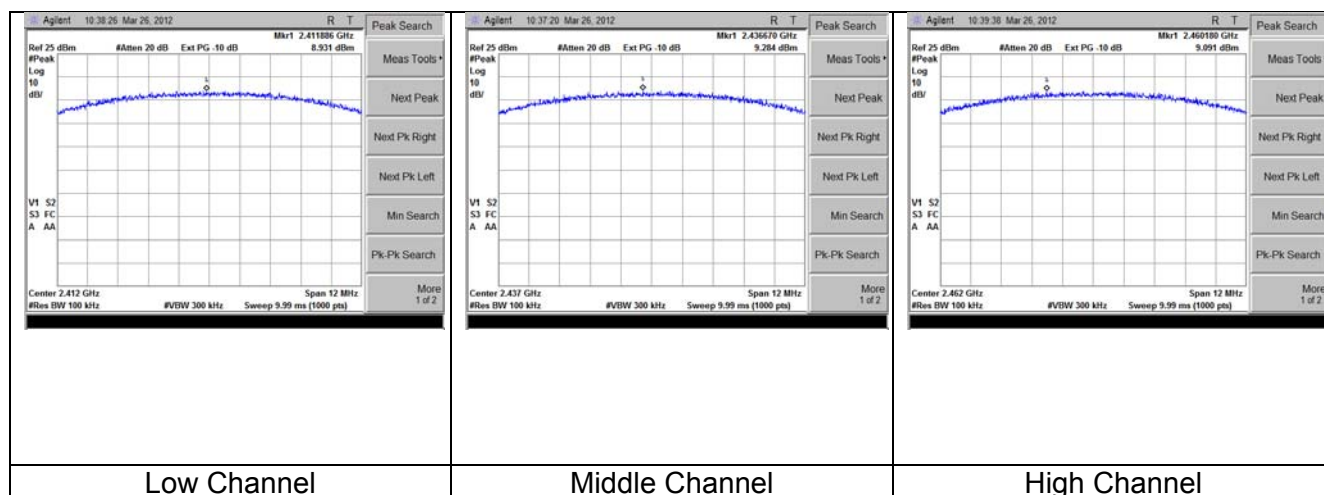 Agilent 10:38:26 Mar 26, 2012 R T
Mkr1 2.411886 GHz
Ref 25 dBm #Atten 20 dB Ext PG -10 dB 8.931 dBm
#Peak
Log
10
dB/
1
V1 S2
S3 FC
A AA
Center 2.412 GHz Span 12 MHz
#Res BW 100 kHz #VBW 300 kHz Sweep 9.99 ms (1000 pts)
Peak Search
Meas Tools
Next Peak
Next Pk Right
Next Pk Left
Min Search
Pk-Pk Search
More
1 of 2
Low Channel
Agilent 10:37:20 Mar 26, 2012 R T
Mkr1 2.436670 GHz
Ref 25 dBm #Atten 20 dB Ext PG -10 dB 9.284 dBm
#Peak
Log
10
dB/
1
V1 S2
S3 FC
A AA
Center 2.437 GHz Span 12 MHz
#Res BW 100 kHz #VBW 300 kHz Sweep 9.99 ms (1000 pts)
Peak Search
Meas Tools
Next Peak
Next Pk Right
Next Pk Left
Min Search
Pk-Pk Search
More
1 of 2
Middle Channel
Agilent 10:39:38 Mar 26, 2012 R T
Mkr1 2.460180 GHz
Ref 25 dBm #Atten 20 dB Ext PG -10 dB 9.091 dBm
#Peak
Log
10
dB/
1
V1 S2
S3 FC
A AA
Center 2.462 GHz Span 12 MHz
#Res BW 100 kHz #VBW 300 kHz Sweep 9.99 ms (1000 pts)
Peak Search
Meas Tools
Next Peak
Next Pk Right
Next Pk Left
Min Search
Pk-Pk Search
More
1 of 2
High Channel